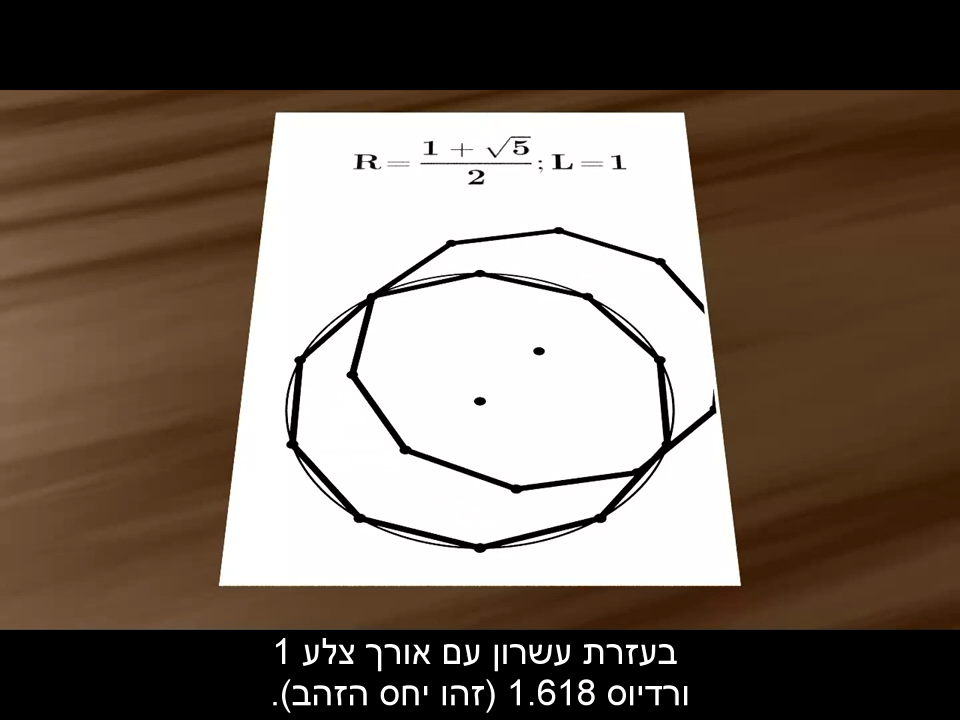 R = (1 + √5)/2 ; L = 1
בעזרת עשרון עם אורך צלע 1
ורדיוס 1.618 (זהו יחס הזהב).